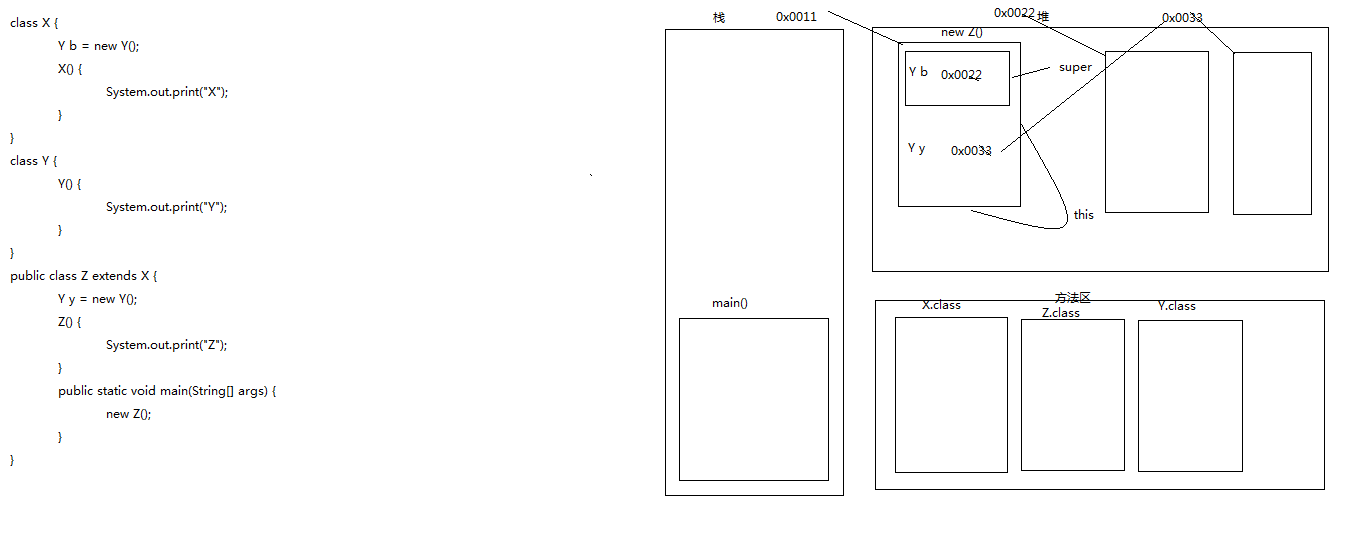 class X {
Y b = new Y();
X() {
System.out.print("X");
}
}
class Y {
Y() {
System.out.print("Y");
}
}
public class Z extends X {
Y y = new Y();
Z() {
System.out.print("Z");
}
public static void main(String[] args) {
new Z();
}
}
栈
0x0011
main()
0x0022
堆
0x0033
new Z()
Y b
0x0022
super
Y y
0x0033
this
方法区
X.class
Z.class
Y.class